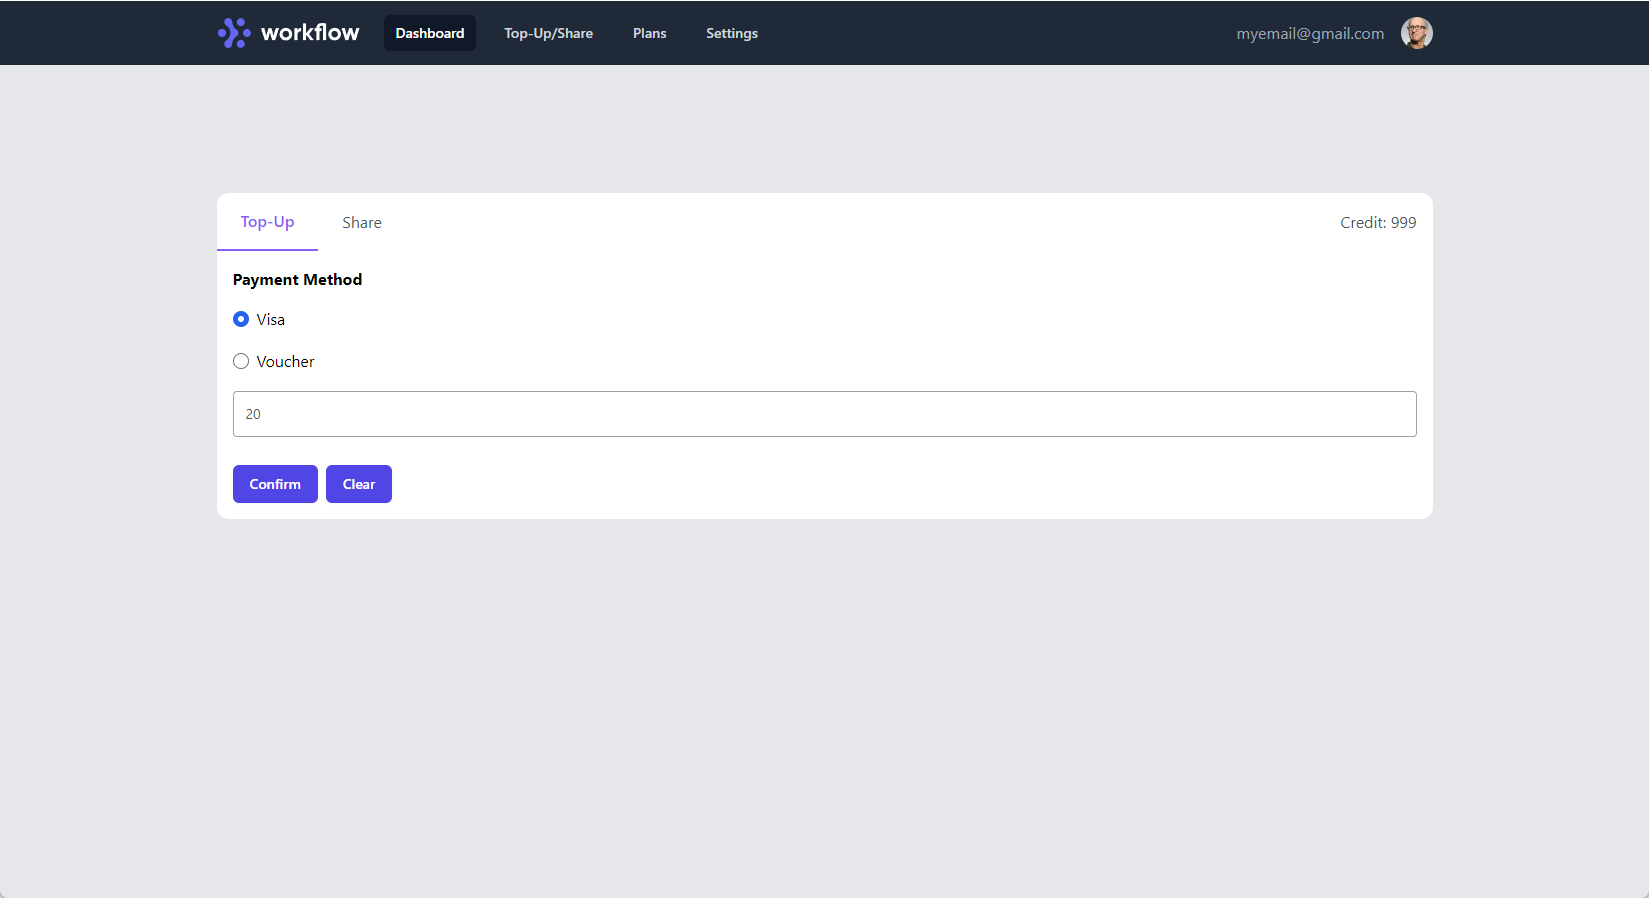 workflow Dashboard Top-Up/Share Plans Settings myemail@gmail.com
Top-Up Share Credit: 999
Payment Method
Visa
Voucher
20
Confirm Clear